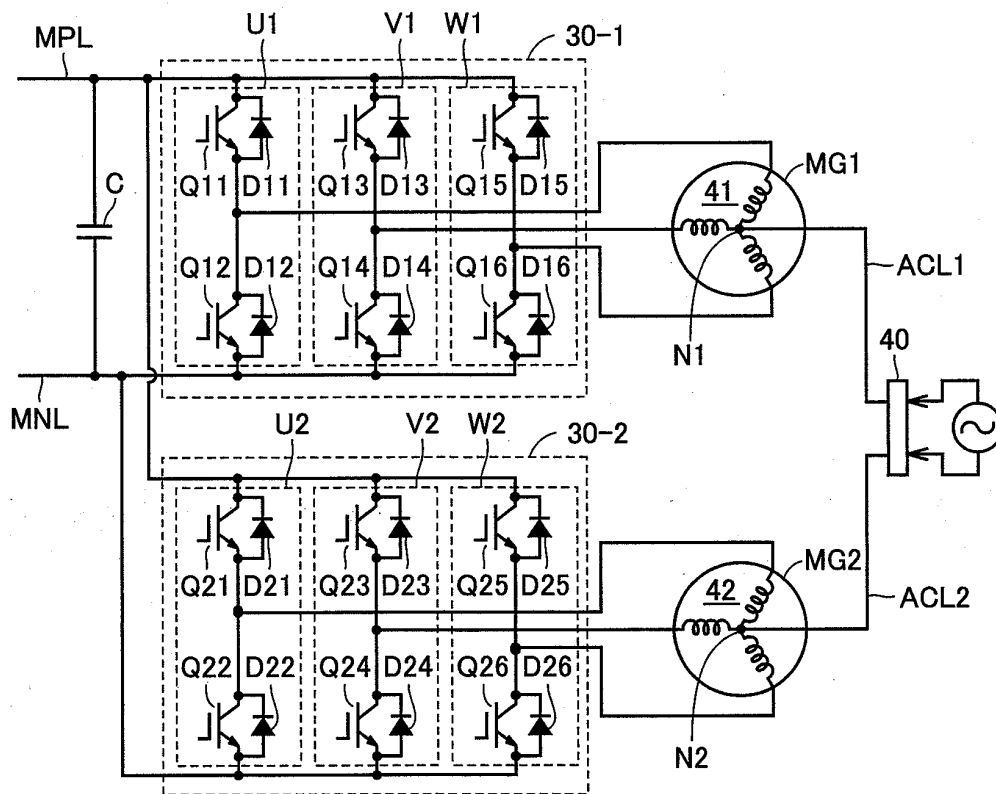 U1 V1 W1 30-1
MPL
C
Q11 D11 Q13 D13 Q15 D15
41 MG1
Q12 D12 Q14 D14 Q16 D16
ACL1
N1
40
MNL
U2 V2 W2 30-2
Q21 D21 Q23 D23 Q25 D25
42 MG2
ACL2
Q22 D22 Q24 D24 Q26 D26
N2